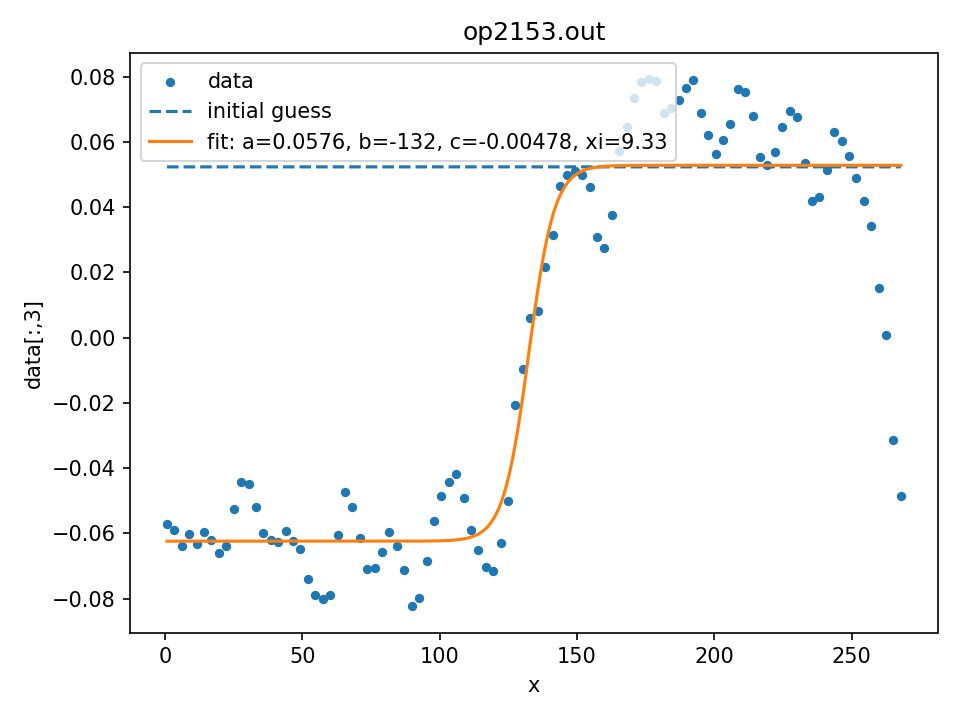 op2153.out
data
initial guess
fit: a=0.0576, b=-132, c=-0.00478, xi=9.33
0.08
0.06
0.04
0.02
0.00
−0.02
−0.04
−0.06
−0.08
data[:,3]
0 50 100 150 200 250
x